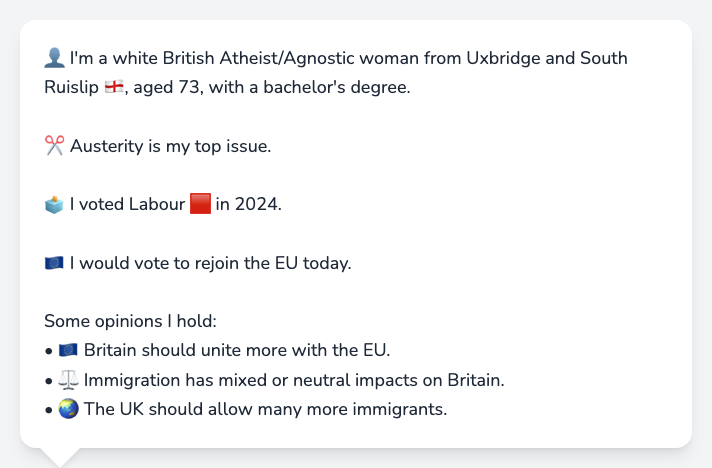 👤 I'm a white British Atheist/Agnostic woman from Uxbridge and South
Ruislip 🏴󠁧󠁢󠁥󠁮󠁧󠁿, aged 73, with a bachelor's degree.
✂️ Austerity is my top issue.
🗳️ I voted Labour 🟥 in 2024.
🇪🇺 I would vote to rejoin the EU today.
Some opinions I hold:
• 🇪🇺 Britain should unite more with the EU.
• ⚖️ Immigration has mixed or neutral impacts on Britain.
• 🌏 The UK should allow many more immigrants.